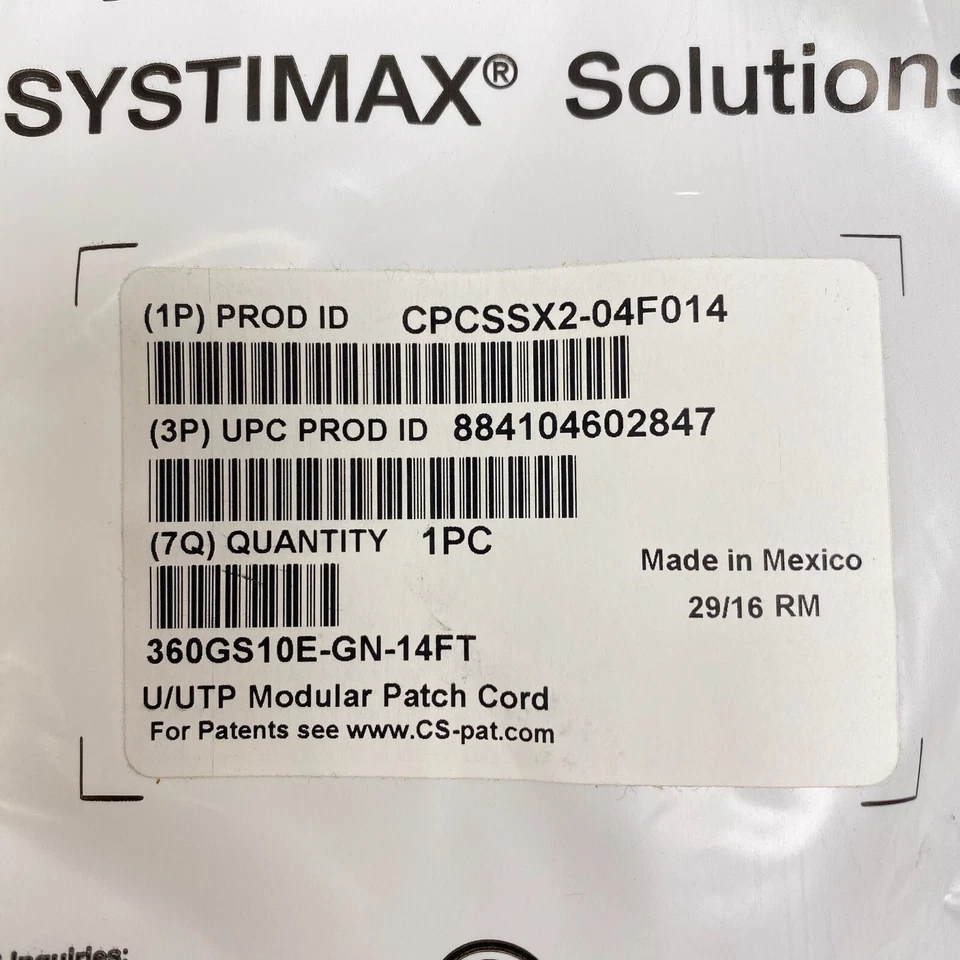 SYSTIMAX® Solutions
(1P) PROD ID CPCSSX2-04F014
(3P) UPC PROD ID 884104602847
(7Q) QUANTITY 1PC
Made in Mexico
29/16 RM
360GS10E-GN-14FT
U/UTP Modular Patch Cord
For Patents see www.CS-pat.com
Inquiries: